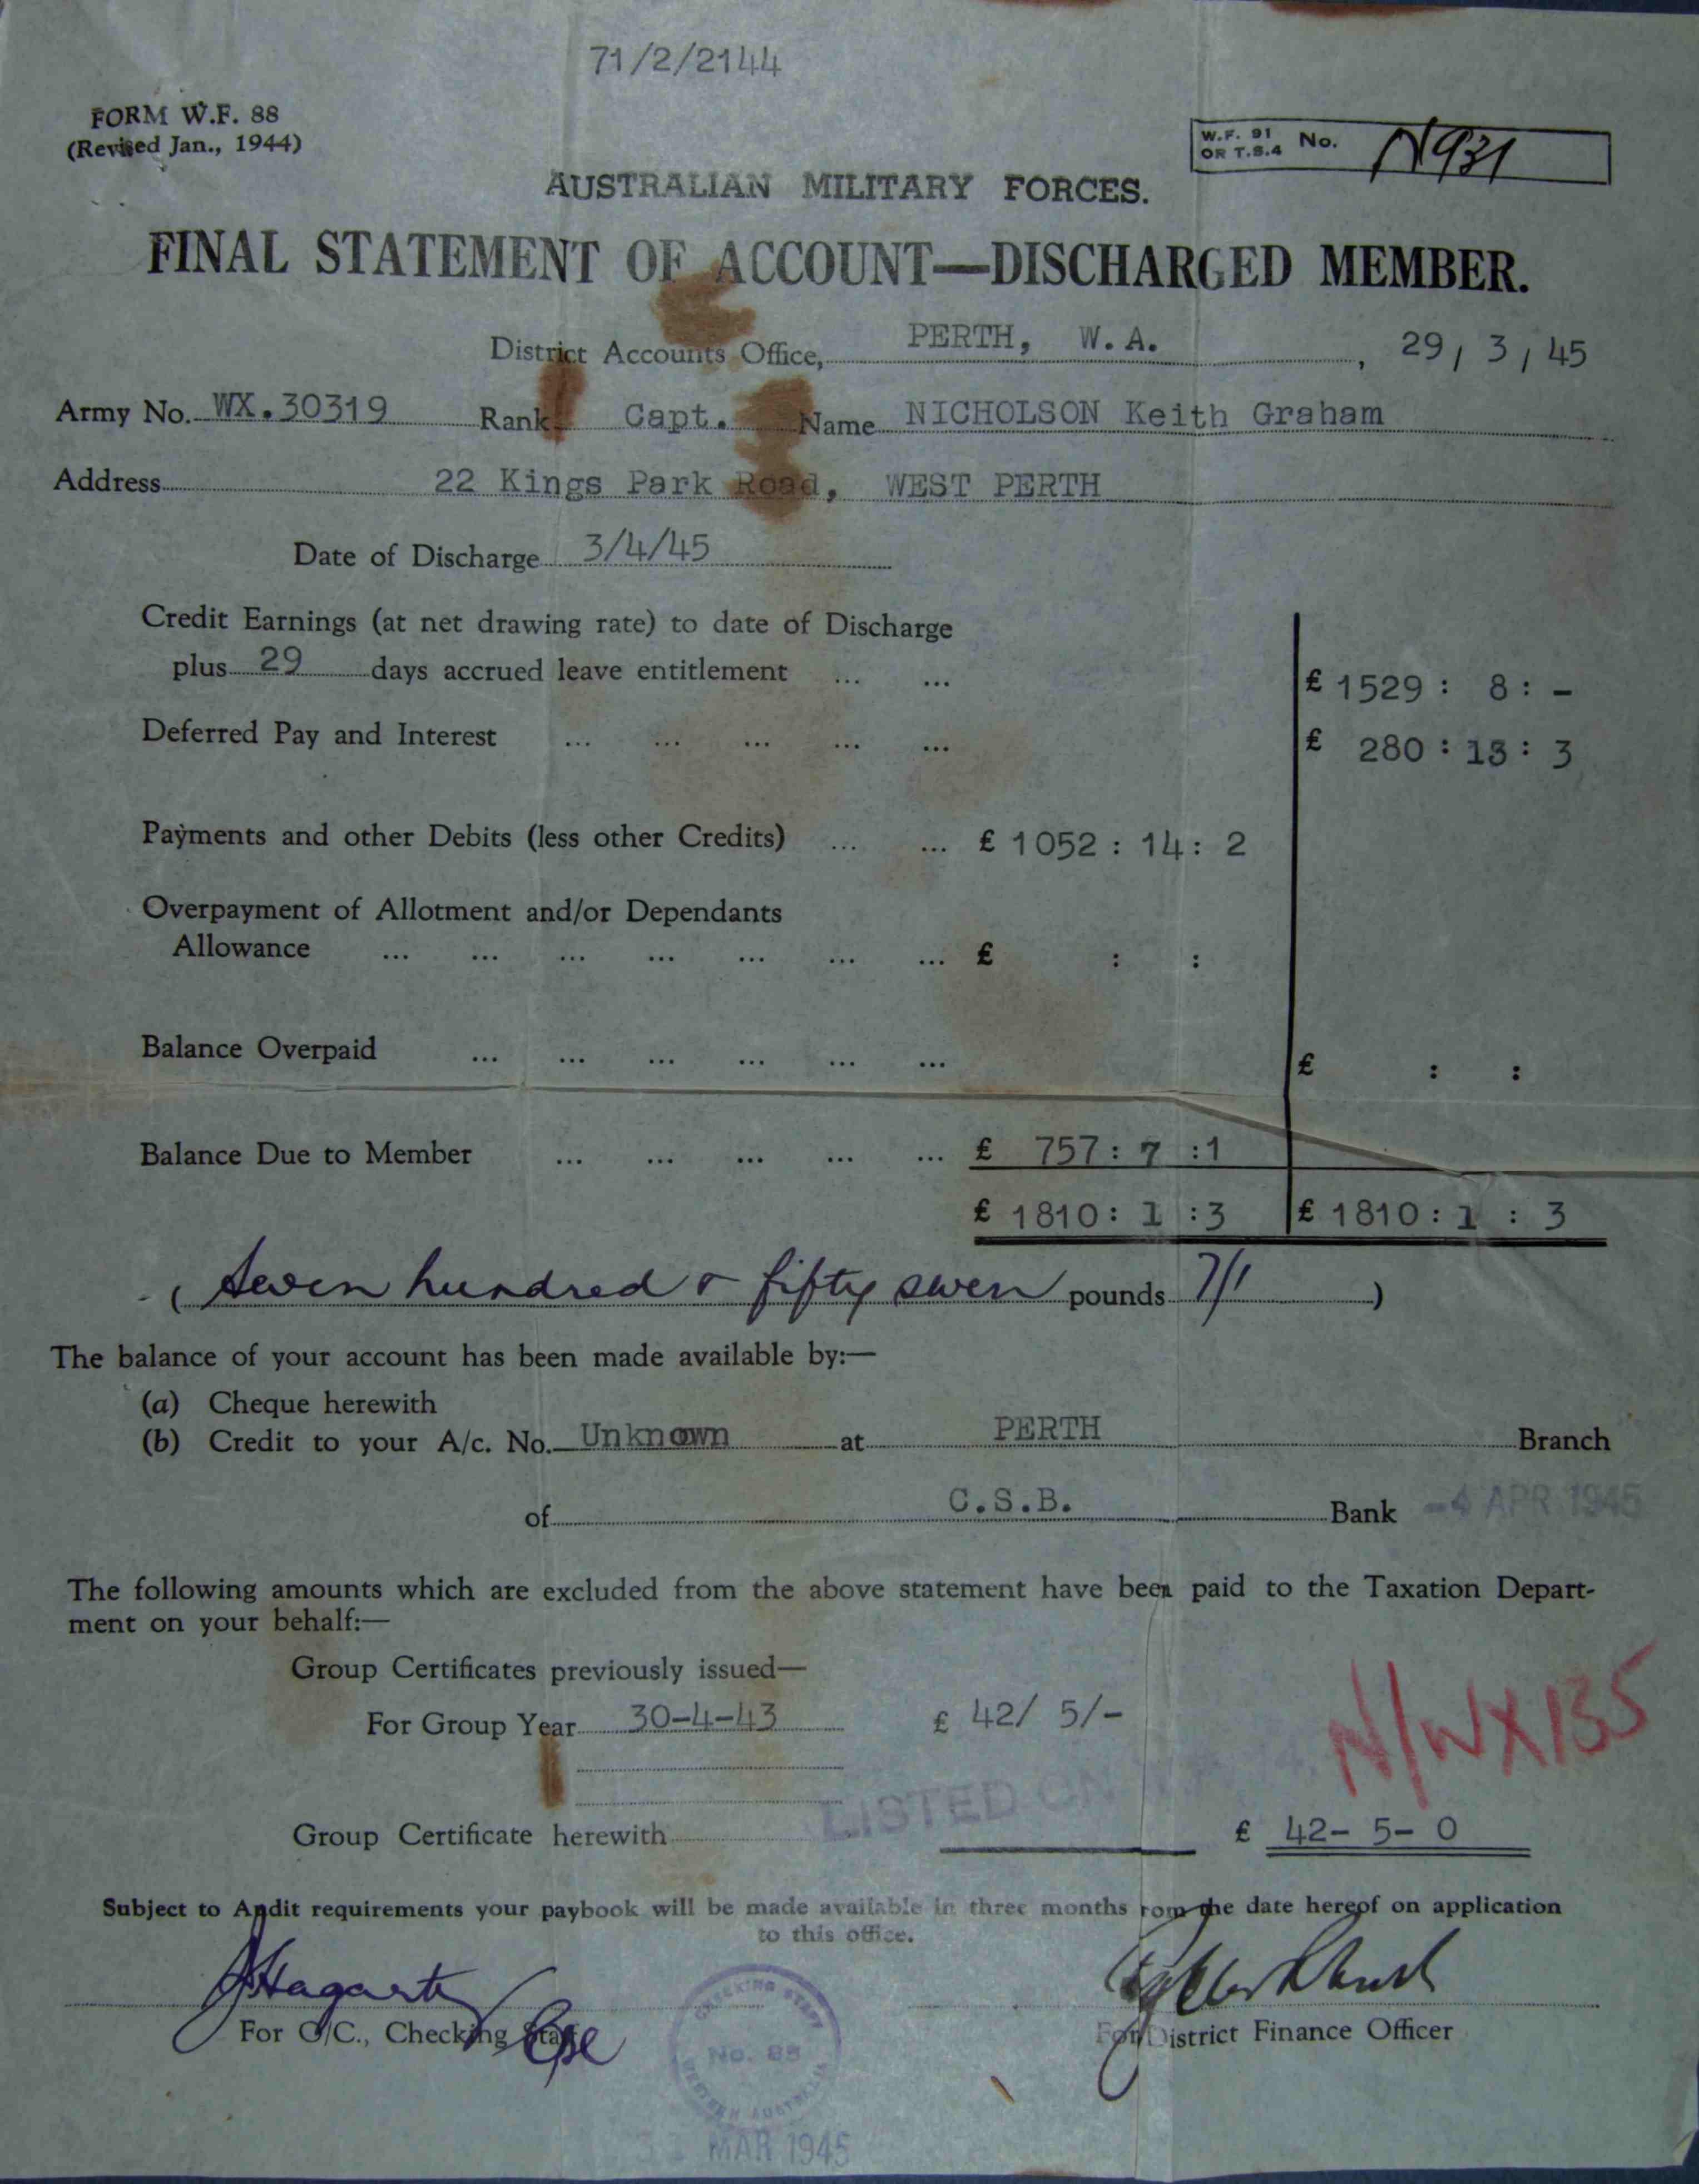 71/2/2144
FORM W.F. 88
(Revised Jan., 1944)
W.F. 91
OR T.S.4 No. N931
AUSTRALIAN MILITARY FORCES.
FINAL STATEMENT OF ACCOUNT—DISCHARGED MEMBER.
District Accounts Office, PERTH, W.A. , 29/3/45
Army No. WX.30319 Rank Capt. Name NICHOLSON Keith Graham
Address 22 Kings Park Road, WEST PERTH
Date of Discharge 3/4/45
Credit Earnings (at net drawing rate) to date of Discharge
plus 29 days accrued leave entitlement ... ... £ 1529 : 8 : -
Deferred Pay and Interest ... ... ... ... ... £ 280 : 13 : 3
Payments and other Debits (less other Credits) ... ... £ 1052 : 14 : 2
Overpayment of Allotment and/or Dependants
Allowance ... ... ... ... ... ... ... £ : :
Balance Overpaid ... ... ... ... ... ... £ : :
Balance Due to Member ... ... ... ... ... £ 757 : 7 : 1
£ 1810 : 1 : 3 £ 1810 : 1 : 3
(Seven hundred & fifty seven pounds 7/1)
The balance of your account has been made available by:—
(a) Cheque herewith
(b) Credit to your A/c. No. Unknown at PERTH Branch
of C.S.B. Bank -4 APR 1945
The following amounts which are excluded from the above statement have been paid to the Taxation Depart-
ment on your behalf:—
Group Certificates previously issued—
For Group Year 30-4-43 £ 42/ 5/-
N/WX135
LISTED ON
Group Certificate herewith £ 42- 5- 0
Subject to Audit requirements your paybook will be made available in three months rom the date hereof on application
to this office.
For O/C., Checking Staff
For District Finance Officer
CHECKING STAFF
No. 88
WESTERN AUSTRALIA
MAR 1945